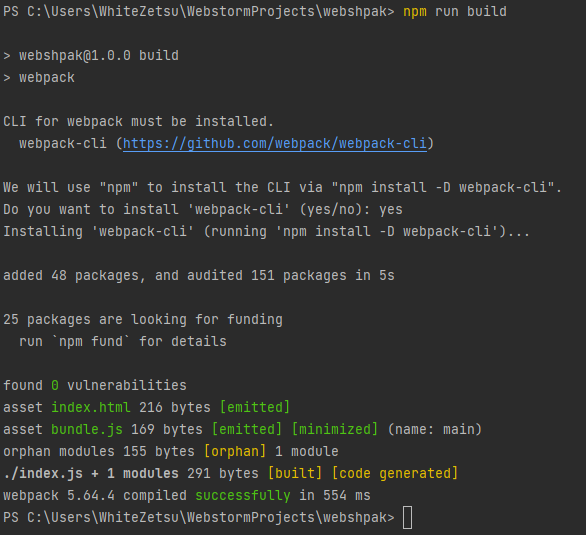 PS C:\Users\WhiteZetsu\WebstormProjects\webshpak> npm run build
> webshpak@1.0.0 build
> webpack
CLI for webpack must be installed.
webpack-cli (https://github.com/webpack/webpack-cli)
We will use "npm" to install the CLI via "npm install -D webpack-cli".
Do you want to install 'webpack-cli' (yes/no): yes
Installing 'webpack-cli' (running 'npm install -D webpack-cli')...
added 48 packages, and audited 151 packages in 5s
25 packages are looking for funding
run `npm fund` for details
found 0 vulnerabilities
asset index.html 216 bytes [emitted]
asset bundle.js 169 bytes [emitted] [minimized] (name: main)
orphan modules 155 bytes [orphan] 1 module
./index.js + 1 modules 291 bytes [built] [code generated]
webpack 5.64.4 compiled successfully in 554 ms
PS C:\Users\WhiteZetsu\WebstormProjects\webshpak>